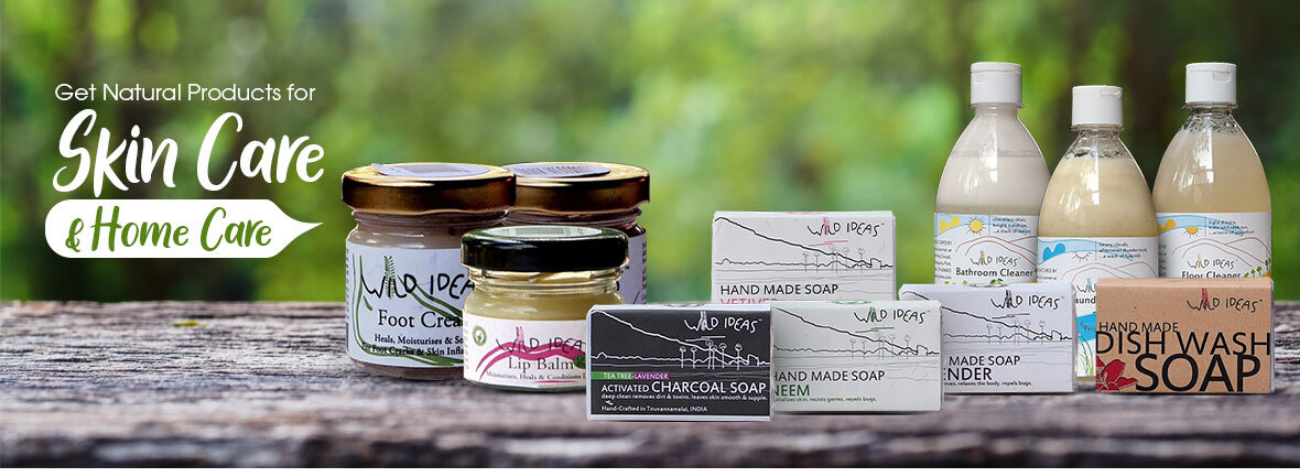 Get Natural Products for
Skin Care
& Home Care
WILD IDEAS
Foot Crea
Heals, Moisturises & So
For Foot Cracks & Skin Infla
WILD IDEAS
Lip Balm
Moisturises, Heals & Conditions L
WILD IDEAS
HAND MADE SOAP
VETIVER
WILD IDEAS™
TEA TREE-LAVENDER
ACTIVATED CHARCOAL SOAP
deep clean removes dirt & toxins. leaves skin smooth & supple.
Hand-Crafted in Tiruvannamalai, INDIA
WILD IDEAS™
HAND MADE SOAP
NEEM
resists germs. repels bugs.
WILD IDEAS™
MADE SOAP
ENDER
relaxes the body, repels bugs.
WILD IDEAS
Bathroom Cleaner
WILD IDEAS
WILD IDEAS
Floor Cleaner
WILD IDEAS™
HAND MADE
DISH WASH
SOAP